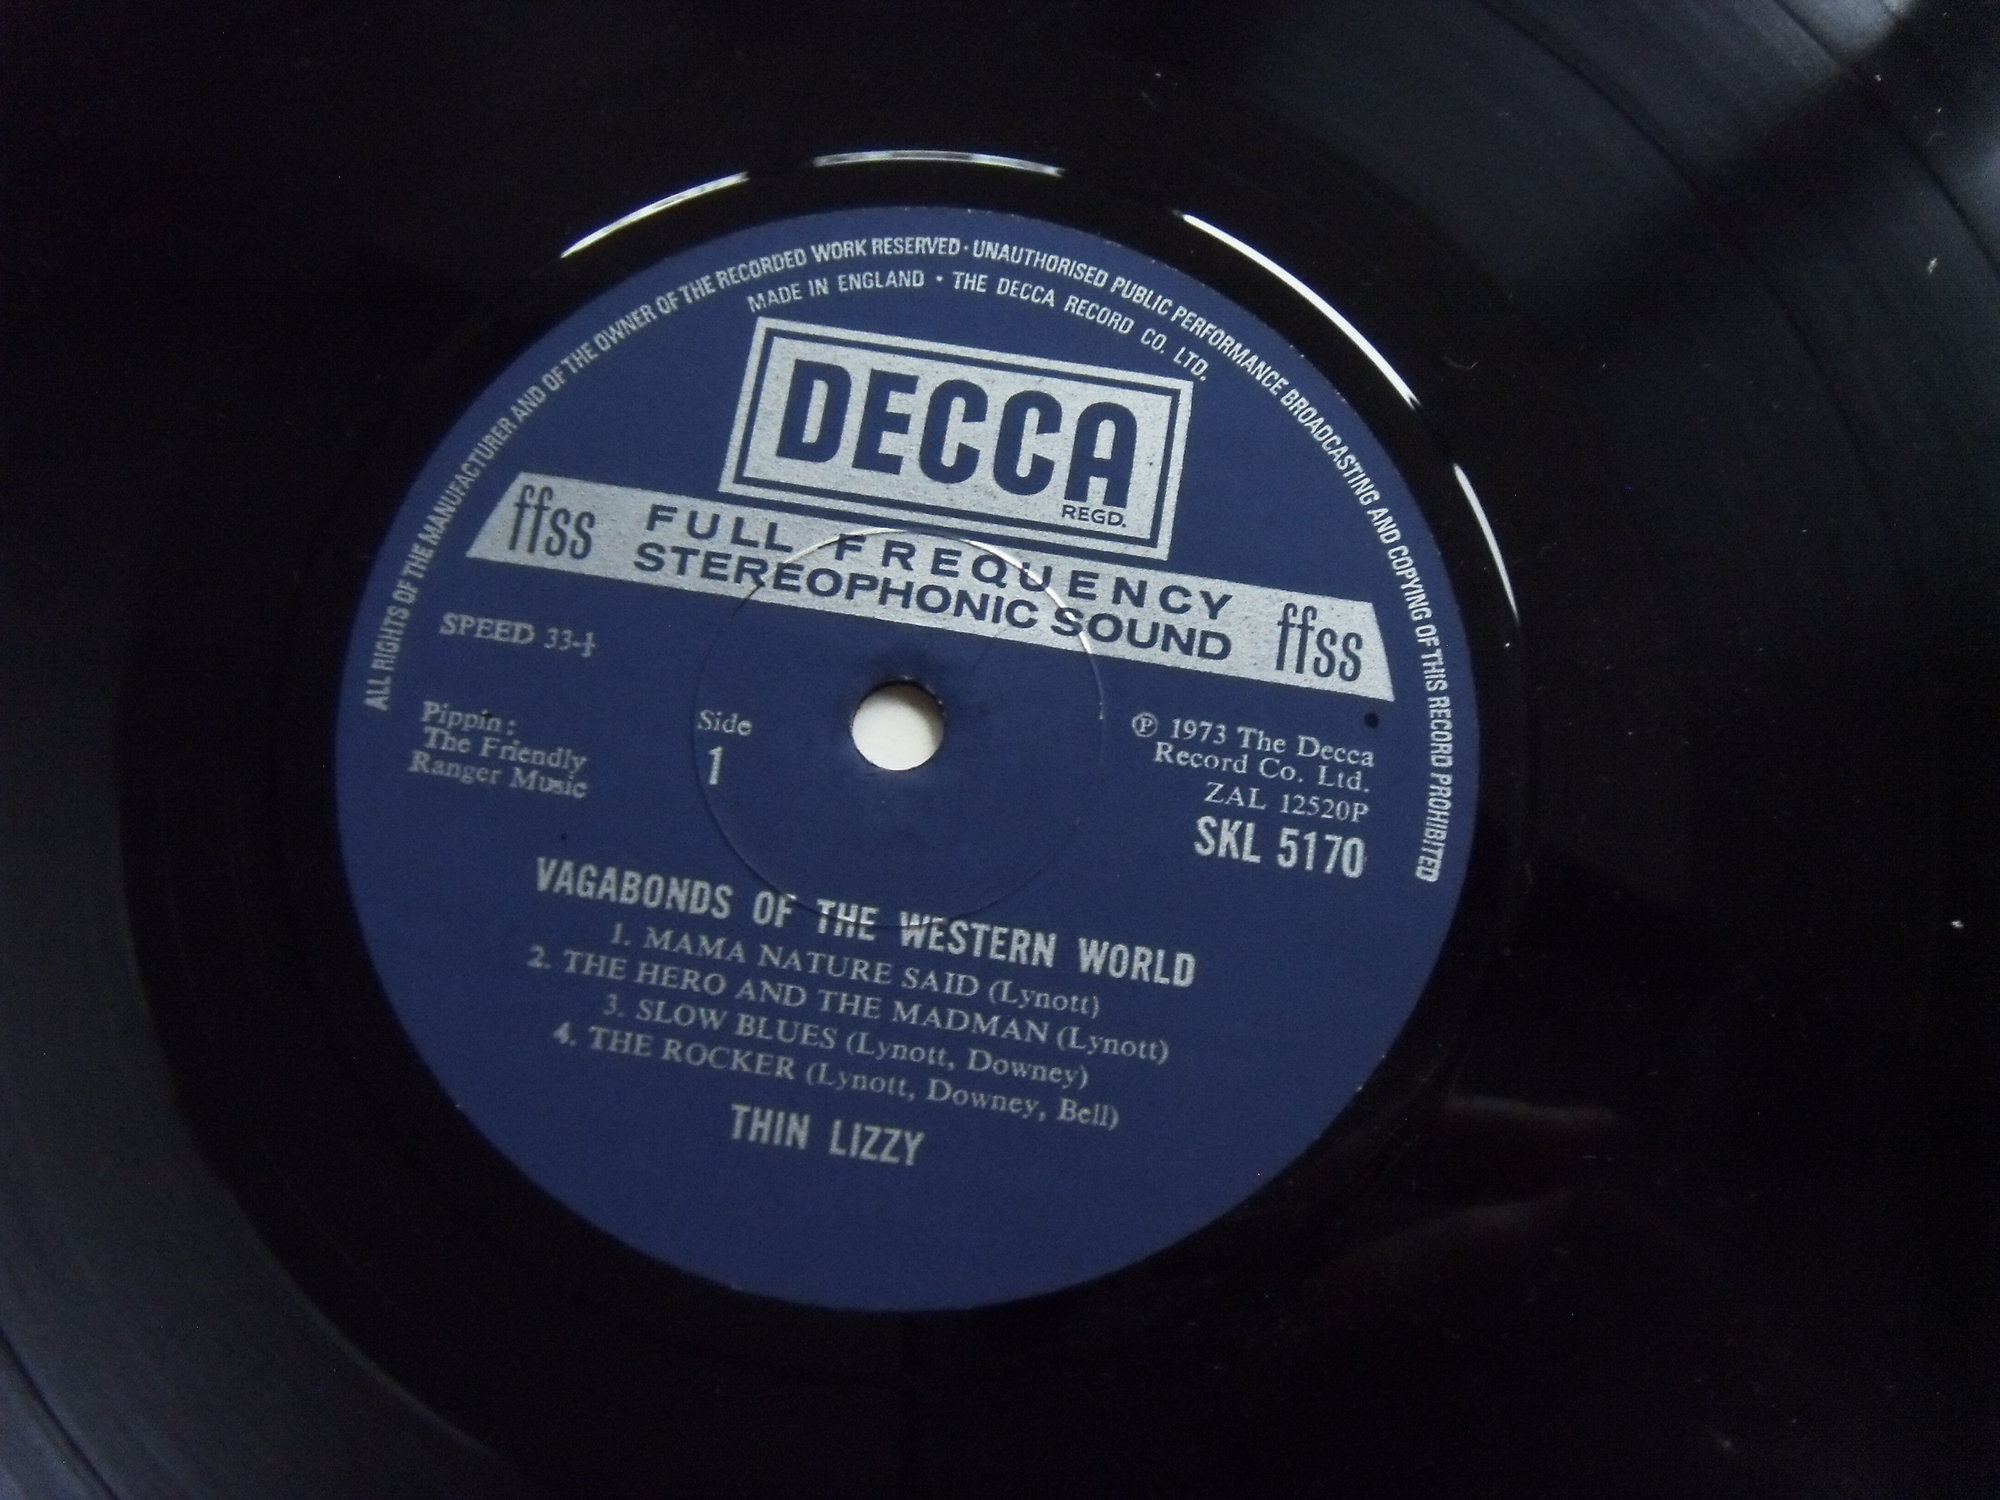 ALL RIGHTS OF THE MANUFACTURER AND OF THE OWNER OF THE RECORDED WORK RESERVED · UNAUTHORISED PUBLIC PERFORMANCE BROADCASTING AND COPYING OF THIS RECORD PROHIBITED
MADE IN ENGLAND • THE DECCA RECORD CO. LTD.
DECCA
REGD.
ffss
FULL FREQUENCY
STEREOPHONIC SOUND
ffss
SPEED 33-⅓
Pippin:
The Friendly
Ranger Music
Side
1
℗ 1973 The Decca
Record Co. Ltd.
ZAL 12520P
SKL 5170
VAGABONDS OF THE WESTERN WORLD
1. MAMA NATURE SAID (Lynott)
2. THE HERO AND THE MADMAN (Lynott)
3. SLOW BLUES (Lynott, Downey)
4. THE ROCKER (Lynott, Downey, Bell)
THIN LIZZY